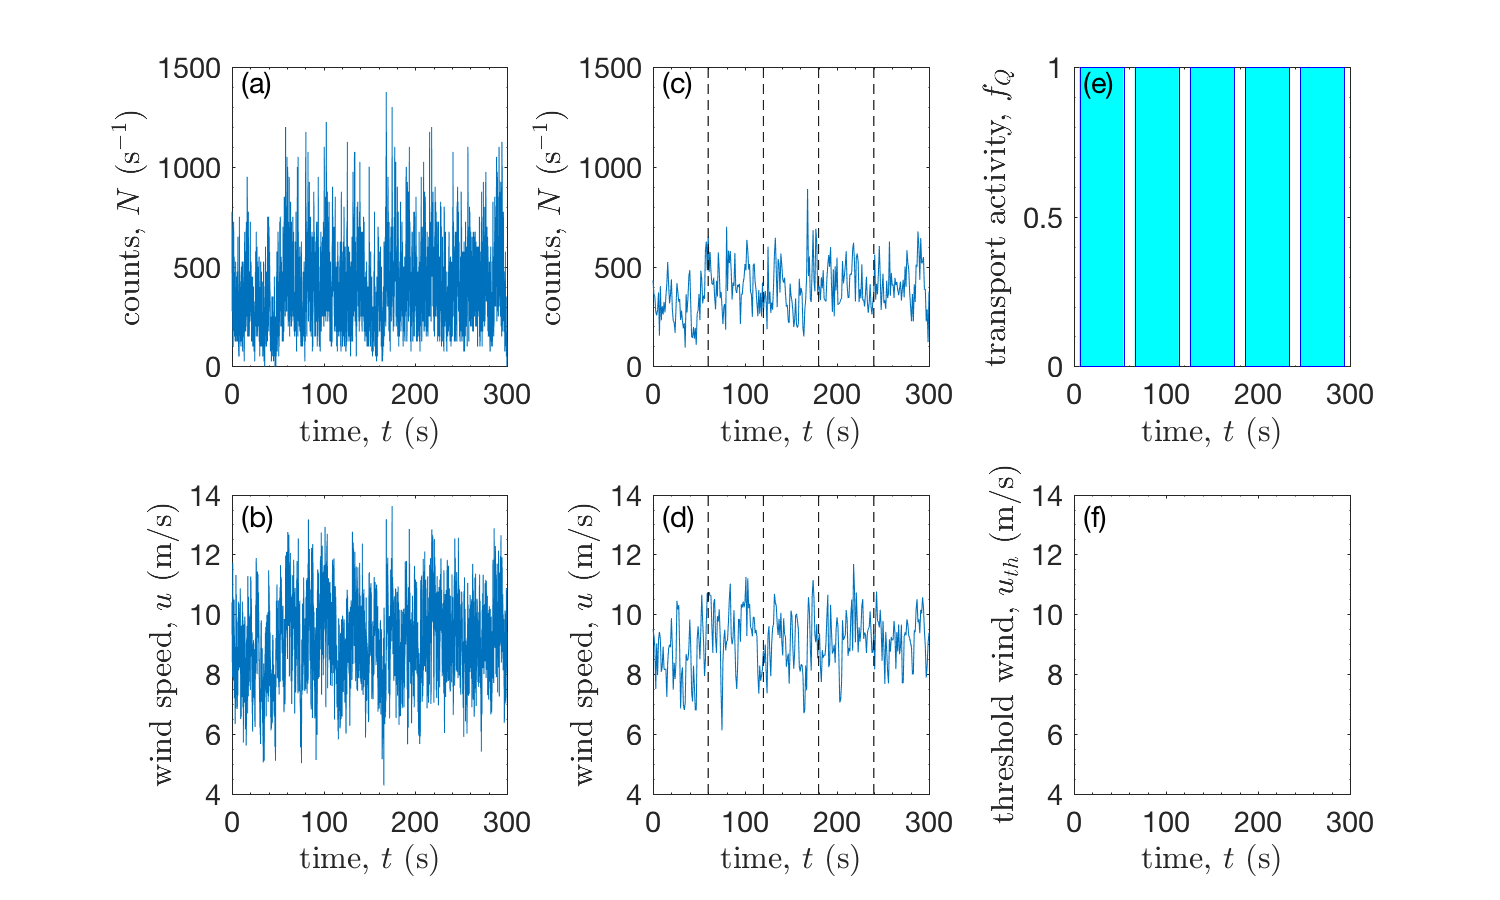 (a)
1500
1000
500
0
counts, N (s⁻¹)
0 100 200 300
time, t (s)
(c)
1500
1000
500
0
counts, N (s⁻¹)
0 100 200 300
time, t (s)
(e)
1
0.5
0
transport activity, f_Q
0 100 200 300
time, t (s)
(b)
14
12
10
8
6
4
wind speed, u (m/s)
0 100 200 300
time, t (s)
(d)
14
12
10
8
6
4
wind speed, u (m/s)
0 100 200 300
time, t (s)
(f)
14
12
10
8
6
4
threshold wind, u_th (m/s)
0 100 200 300
time, t (s)